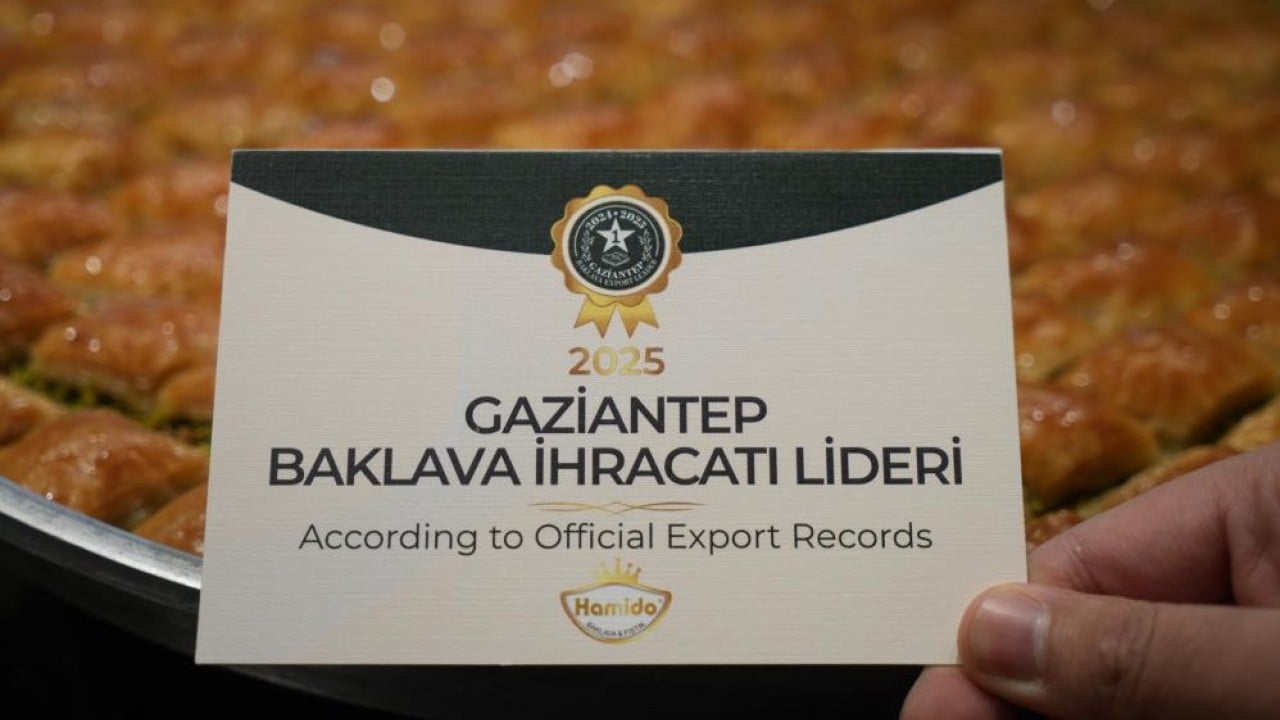 2024 • 2025
1
GAZİANTEP
BAKLAVA EXPORT LEADER
2025
GAZİANTEP
BAKLAVA İHRACATI LİDERİ
According to Official Export Records
Hamido
BAKLAVA & FISTIK